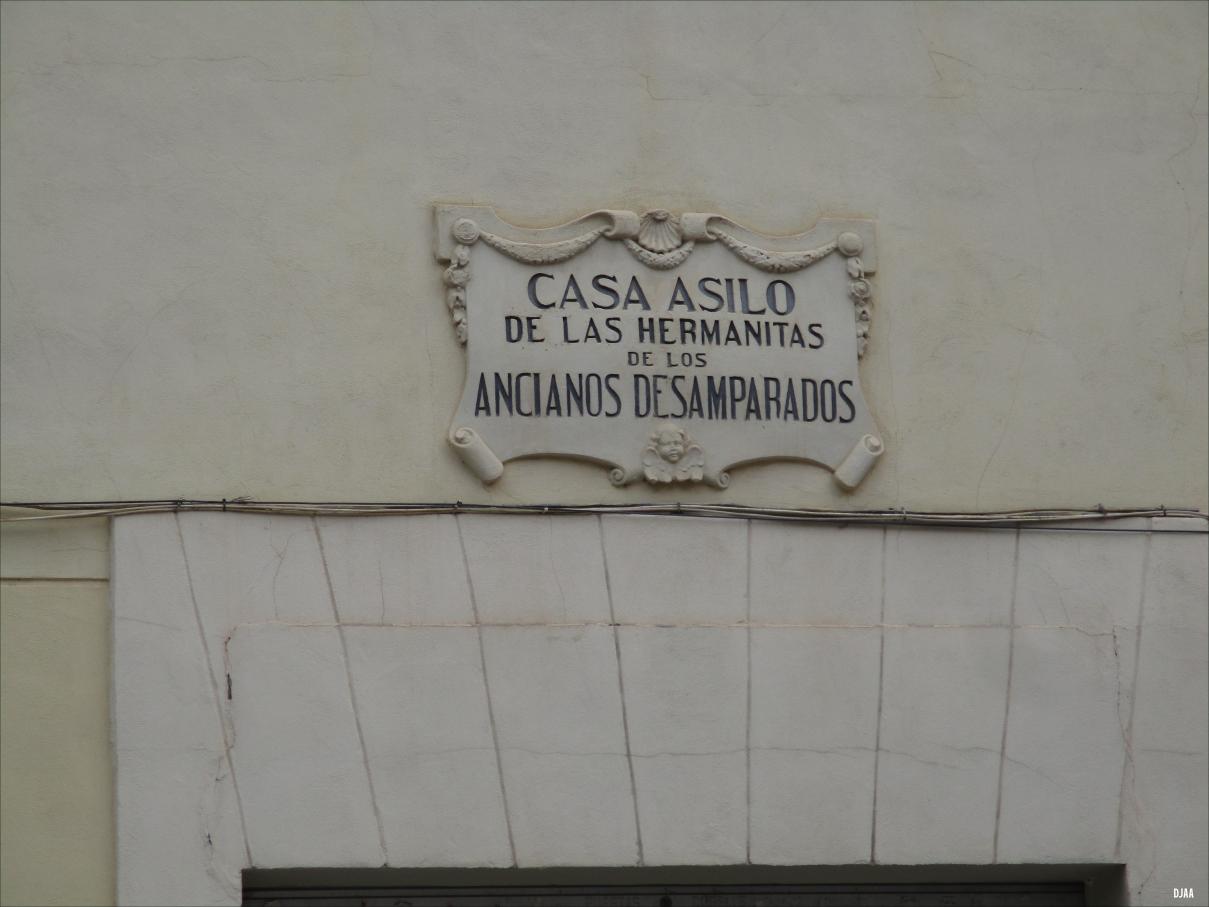 CASA ASILO
DE LAS HERMANITAS
DE LOS
ANCIANOS DESAMPARADOS
DJAA